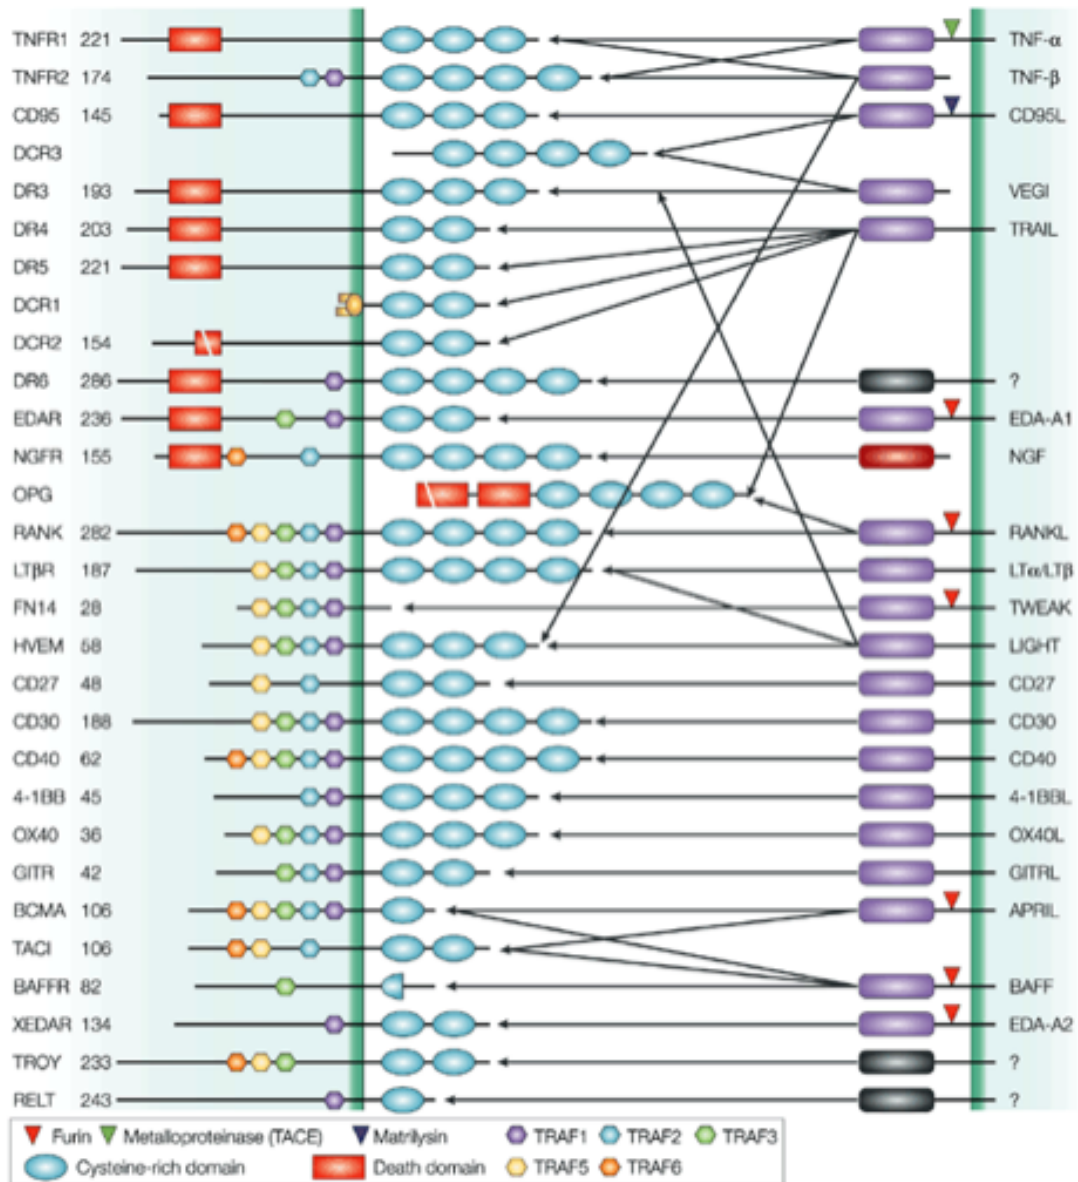 TNFR1 221 TNF-α
TNFR2 174 TNF-β
CD95 145 CD95L
DCR3
DR3 193 VEGI
DR4 203 TRAIL
DR5 221
DCR1
DCR2 154
DR6 286 ?
EDAR 236 EDA-A1
NGFR 155 NGF
OPG
RANK 282 RANKL
LTβR 187 LTα/LTβ
FN14 28 TWEAK
HVEM 58 LIGHT
CD27 48 CD27
CD30 188 CD30
CD40 62 CD40
4-1BB 45 4-1BBL
OX40 36 OX40L
GITR 42 GITRL
BCMA 106 APRIL
TACI 106
BAFFR 82 BAFF
XEDAR 134 EDA-A2
TROY 233 ?
RELT 243 ?
Furin Metalloproteinase (TACE) Matrilysin TRAF1 TRAF2 TRAF3
Cysteine-rich domain Death domain TRAF5 TRAF6